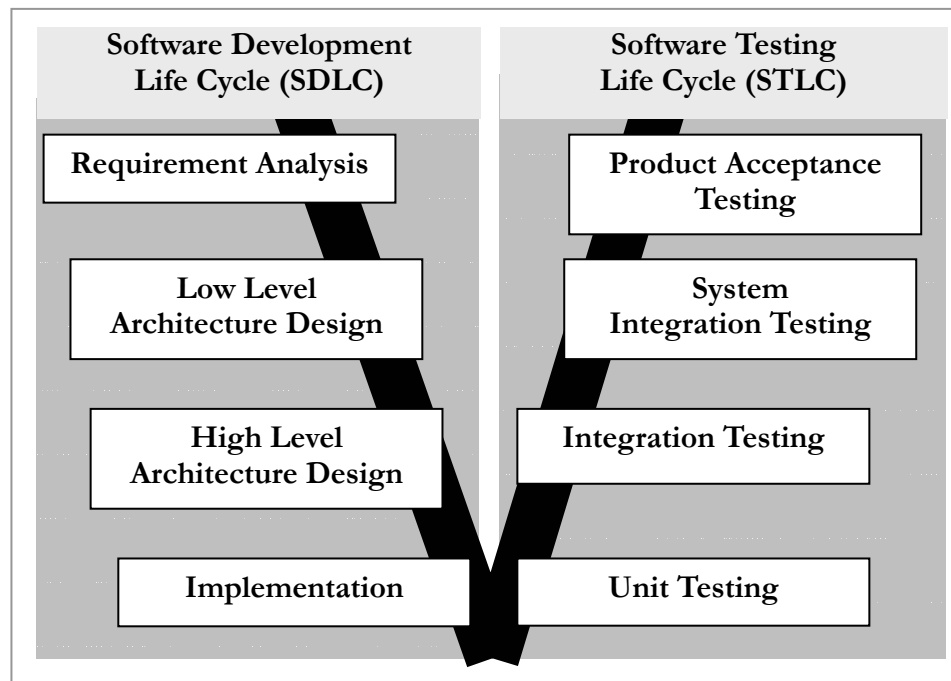 Software Development
Life Cycle (SDLC)
Software Testing
Life Cycle (STLC)
Requirement Analysis
Product Acceptance
Testing
Low Level
Architecture Design
System
Integration Testing
High Level
Architecture Design
Integration Testing
Implementation
Unit Testing